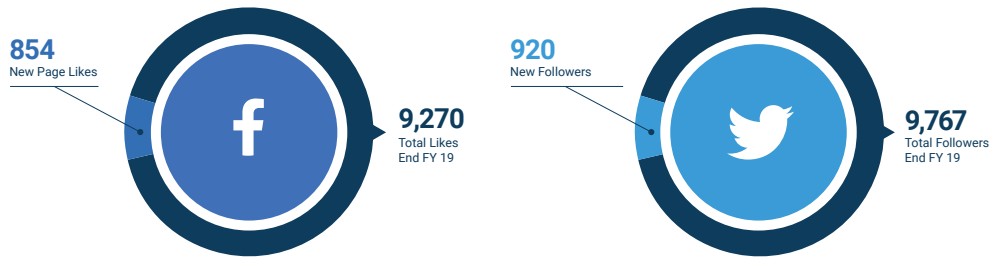 854
New Page Likes
9,270
Total Likes
End FY 19
920
New Followers
9,767
Total Followers
End FY 19